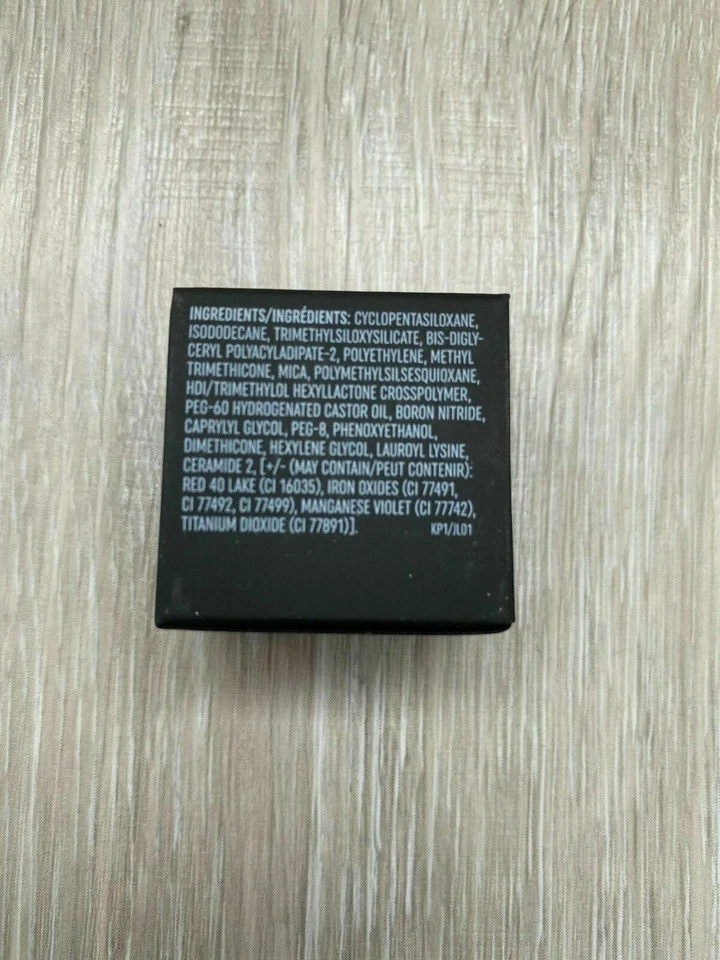 INGREDIENTS/INGRÉDIENTS: CYCLOPENTASILOXANE,
ISODODECANE, TRIMETHYLSILOXYSILICATE, BIS-DIGLY-
CERYL POLYACYLADIPATE-2, POLYETHYLENE, METHYL
TRIMETHICONE, MICA, POLYMETHYLSILSESQUIOXANE,
HDI/TRIMETHYLOL HEXYLLACTONE CROSSPOLYMER,
PEG-60 HYDROGENATED CASTOR OIL, BORON NITRIDE,
CAPRYLYL GLYCOL, PEG-8, PHENOXYETHANOL,
DIMETHICONE, HEXYLENE GLYCOL, LAUROYL LYSINE,
CERAMIDE 2, [+/- (MAY CONTAIN/PEUT CONTENIR):
RED 40 LAKE (CI 16035), IRON OXIDES (CI 77491,
CI 77492, CI 77499), MANGANESE VIOLET (CI 77742),
TITANIUM DIOXIDE (CI 77891)]. KP1/JL01